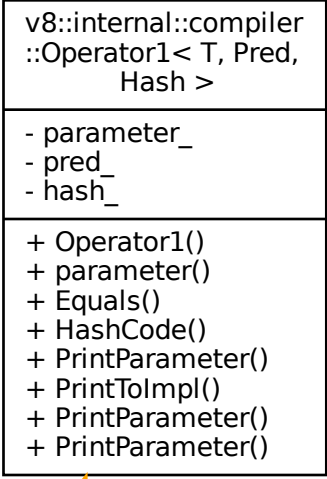 v8::internal::compiler
::Operator1< T, Pred,
Hash >
- parameter_
- pred_
- hash_
+ Operator1()
+ parameter()
+ Equals()
+ HashCode()
+ PrintParameter()
+ PrintToImpl()
+ PrintParameter()
+ PrintParameter()